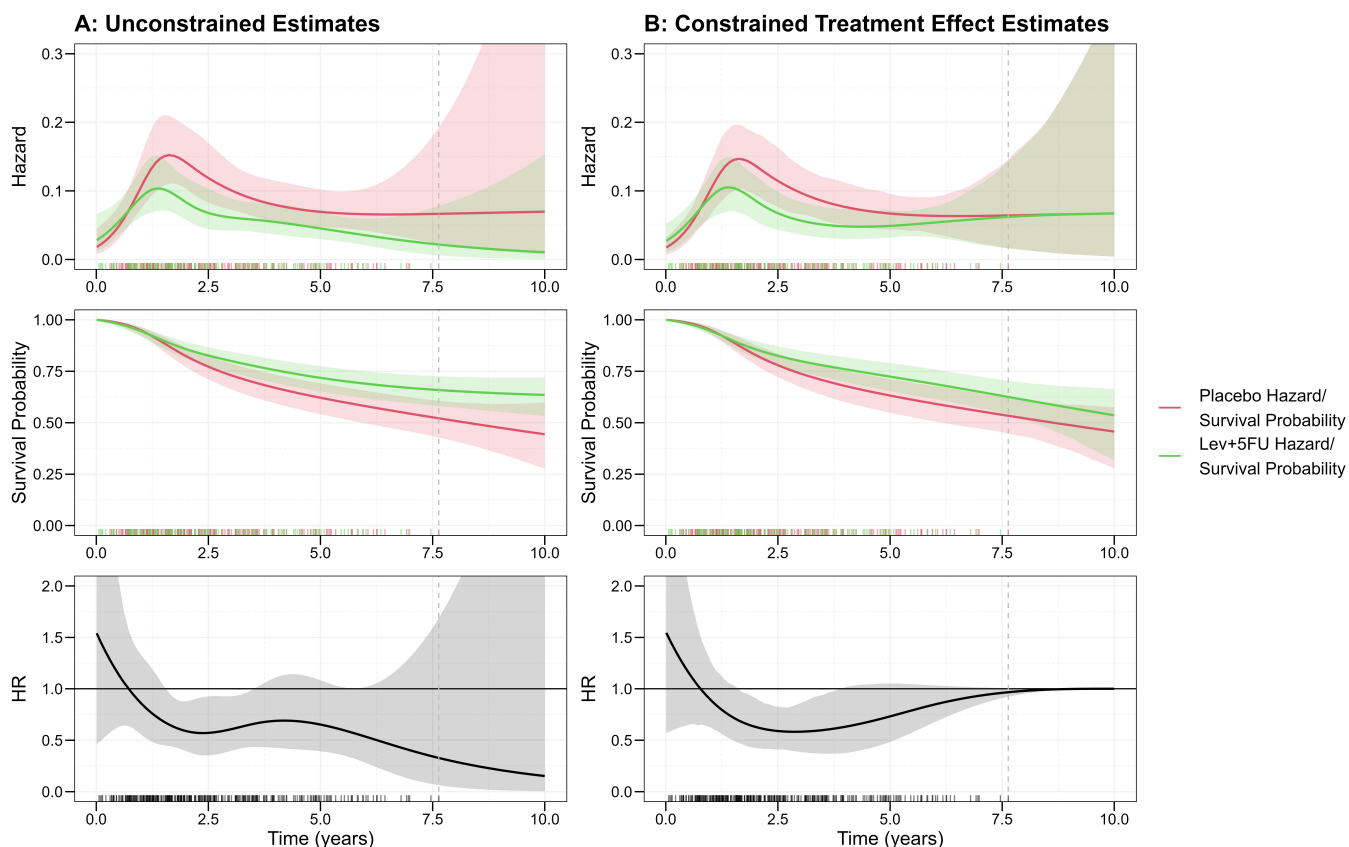 A: Unconstrained Estimates
B: Constrained Treatment Effect Estimates
Hazard
0.3
0.2
0.1
0.0
0.0 2.5 5.0 7.5 10.0
Hazard
0.3
0.2
0.1
0.0
0.0 2.5 5.0 7.5 10.0
Survival Probability
1.00
0.75
0.50
0.25
0.00
0.0 2.5 5.0 7.5 10.0
Survival Probability
1.00
0.75
0.50
0.25
0.00
0.0 2.5 5.0 7.5 10.0
Placebo Hazard/
Survival Probability
Lev+5FU Hazard/
Survival Probability
HR
2.0
1.5
1.0
0.5
0.0
0.0 2.5 5.0 7.5 10.0
Time (years)
HR
2.0
1.5
1.0
0.5
0.0
0.0 2.5 5.0 7.5 10.0
Time (years)